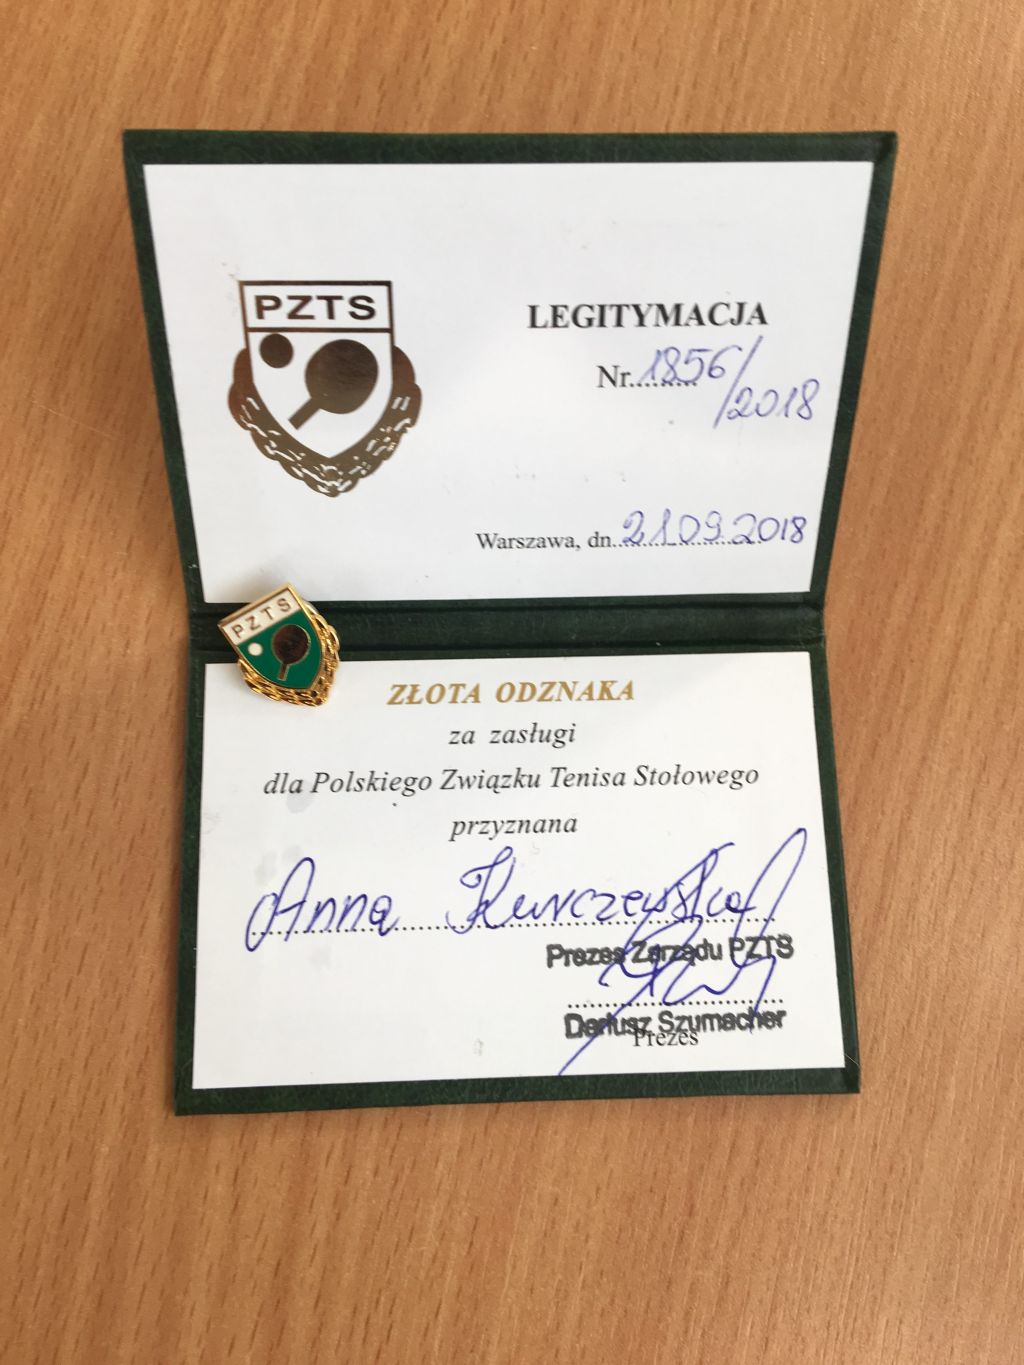 PZTS
LEGITYMACJA
Nr.......... 1856/2018
Warszawa, dn. 21.09.2018
PZTS
ZŁOTA ODZNAKA
za zasługi
dla Polskiego Związku Tenisa Stołowego
przyznana
Anna Kurczewska
Prezes Zarządu PZTS
Dariusz Szumacher
Prezes